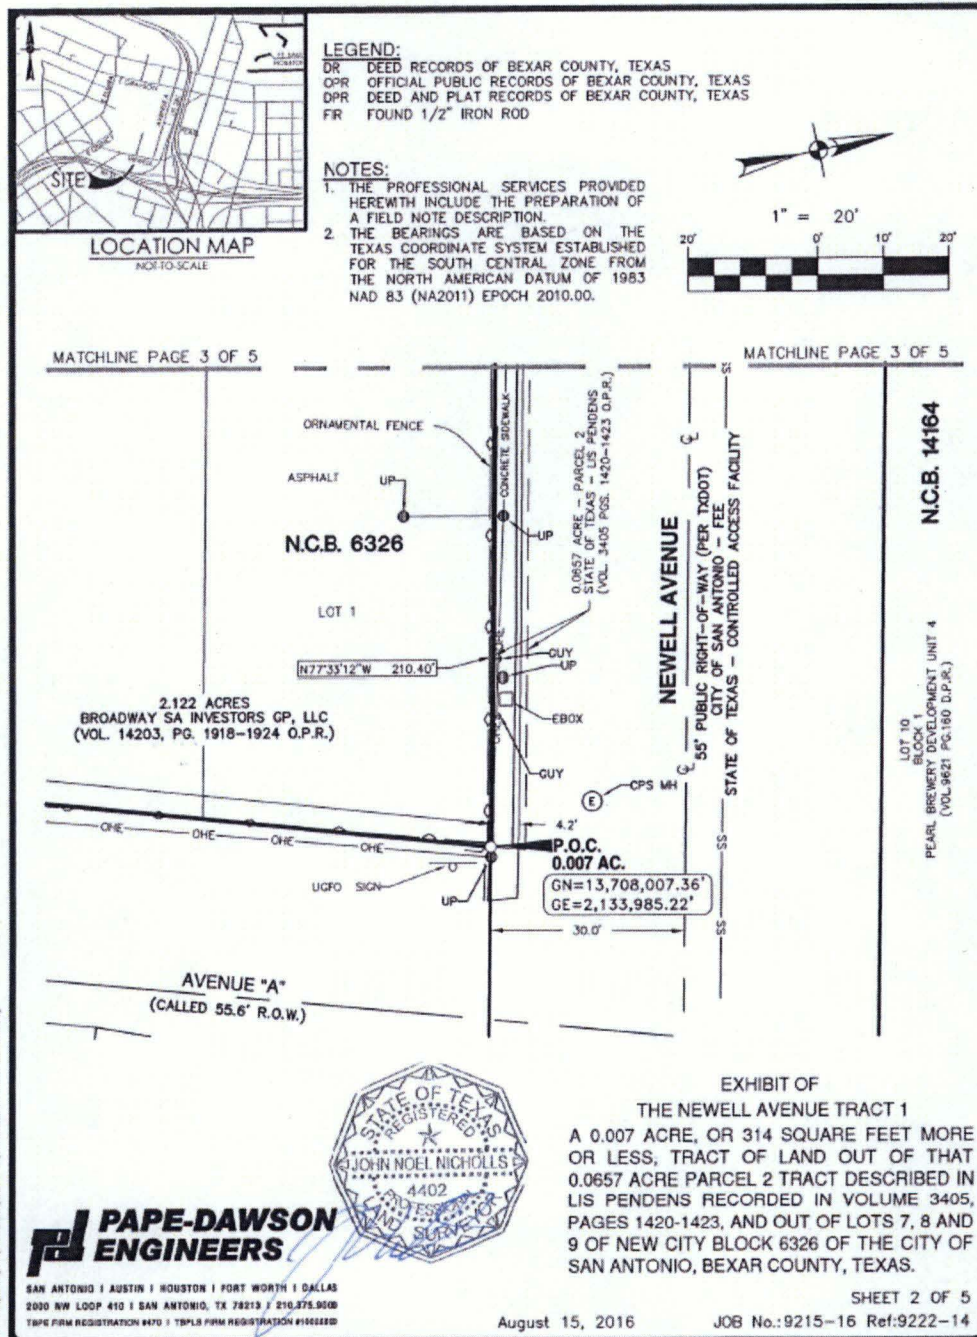 LEGEND:
DR DEED RECORDS OF BEXAR COUNTY, TEXAS
OPR OFFICIAL PUBLIC RECORDS OF BEXAR COUNTY, TEXAS
DPR DEED AND PLAT RECORDS OF BEXAR COUNTY, TEXAS
FIR FOUND 1/2" IRON ROD
NOTES:
1. THE PROFESSIONAL SERVICES PROVIDED
HEREWITH INCLUDE THE PREPARATION OF
A FIELD NOTE DESCRIPTION.
2. THE BEARINGS ARE BASED ON THE
TEXAS COORDINATE SYSTEM ESTABLISHED
FOR THE SOUTH CENTRAL ZONE FROM
THE NORTH AMERICAN DATUM OF 1983
NAD 83 (NA2011) EPOCH 2010.00.
SITE
LOCATION MAP
NOT-TO-SCALE
1" = 20'
20' 0' 10' 20'
MATCHLINE PAGE 3 OF 5
MATCHLINE PAGE 3 OF 5
ORNAMENTAL FENCE
ASPHALT
UP
UP
N.C.B. 6326
LOT 1
N77°33'12"W 210.40'
2.122 ACRES
BROADWAY SA INVESTORS GP, LLC
(VOL. 14203, PG. 1918-1924 O.P.R.)
CONCRETE SIDEWALK
0.0657 ACRE - PARCEL 2
STATE OF TEXAS - LIS PENDENS
(VOL. 3405 PGS. 1420-1423 O.P.R.)
GUY
UP
EBOX
GUY
OHE
OHE
NEWELL AVENUE
55' PUBLIC RIGHT-OF-WAY (PER TXDOT)
CITY OF SAN ANTONIO - FEE
STATE OF TEXAS - CONTROLLED ACCESS FACILITY
SS
SS
SS
N.C.B. 14164
LOT 10
BLOCK 1
PEARL BREWERY DEVELOPMENT UNIT 4
(VOL.9621 PG.160 D.P.R.)
E
CPS MH
4.2'
OHE OHE OHE
P.O.C.
0.007 AC.
GN=13,708,007.36'
GE=2,133,985.22'
UGFO SIGN
UP
30.0'
AVENUE "A"
(CALLED 55.6' R.O.W.)
STATE OF TEXAS
REGISTERED
JOHN NOEL NICHOLLS
4402
PROFESSIONAL
LAND SURVEYOR
EXHIBIT OF
THE NEWELL AVENUE TRACT 1
A 0.007 ACRE, OR 314 SQUARE FEET MORE
OR LESS, TRACT OF LAND OUT OF THAT
0.0657 ACRE PARCEL 2 TRACT DESCRIBED IN
LIS PENDENS RECORDED IN VOLUME 3405,
PAGES 1420-1423, AND OUT OF LOTS 7, 8 AND
9 OF NEW CITY BLOCK 6326 OF THE CITY OF
SAN ANTONIO, BEXAR COUNTY, TEXAS.
PAPE-DAWSON
ENGINEERS
SAN ANTONIO I AUSTIN I HOUSTON I FORT WORTH I DALLAS
2000 NW LOOP 410 I SAN ANTONIO, TX 78213 I 210.375.9000
TBPE FIRM REGISTRATION #470 I TBPLS FIRM REGISTRATION
August 15, 2016
SHEET 2 OF 5
JOB No.:9215-16 Ref:9222-14